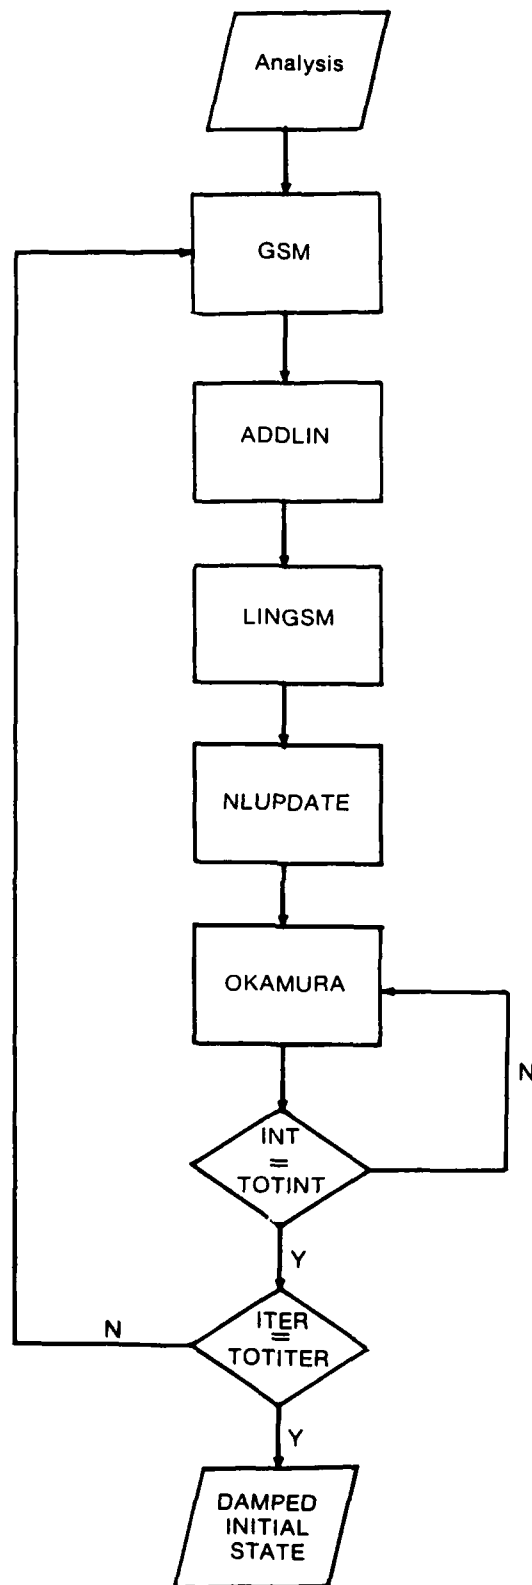 Analysis
GSM
ADDLIN
LINGSM
NLUPDATE
OKAMURA
N
INT
=
TOTINT
Y
N
ITER
=
TOTITER
Y
DAMPED
INITIAL
STATE